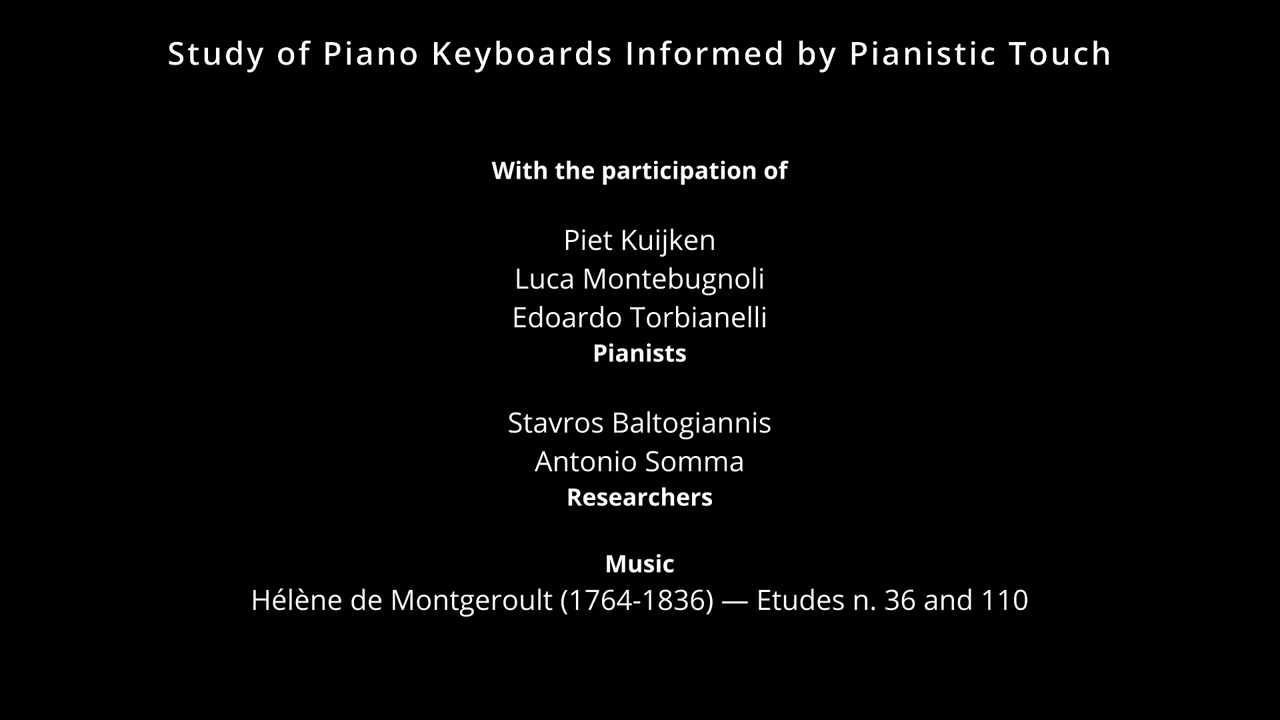 Study of Piano Keyboards Informed by Pianistic Touch
With the participation of
Piet Kuijken
Luca Montebugnoli
Edoardo Torbianelli
Pianists
Stavros Baltogiannis
Antonio Somma
Researchers
Music
Hélène de Montgeroult (1764-1836) — Etudes n. 36 and 110